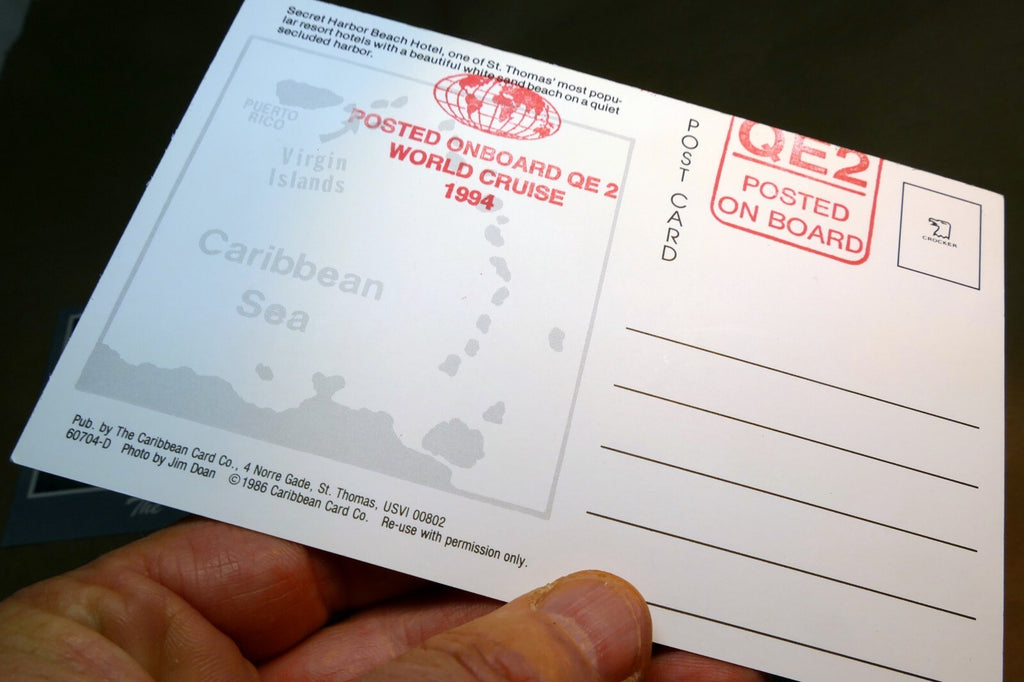 Secret Harbor Beach Hotel, one of St. Thomas' most popu-
lar resort hotels with a beautiful white sand beach on a quiet
secluded harbor.
PUERTO
RICO
Virgin
Islands
POSTED ONBOARD QE 2
WORLD CRUISE
1994
Caribbean
Sea
Pub. by The Caribbean Card Co., 4 Norre Gade, St. Thomas, USVI 00802
60704-D Photo by Jim Doan ©1986 Caribbean Card Co. Re-use with permission only.
POST CARD
QE2
POSTED
ON BOARD
CROCKER
The